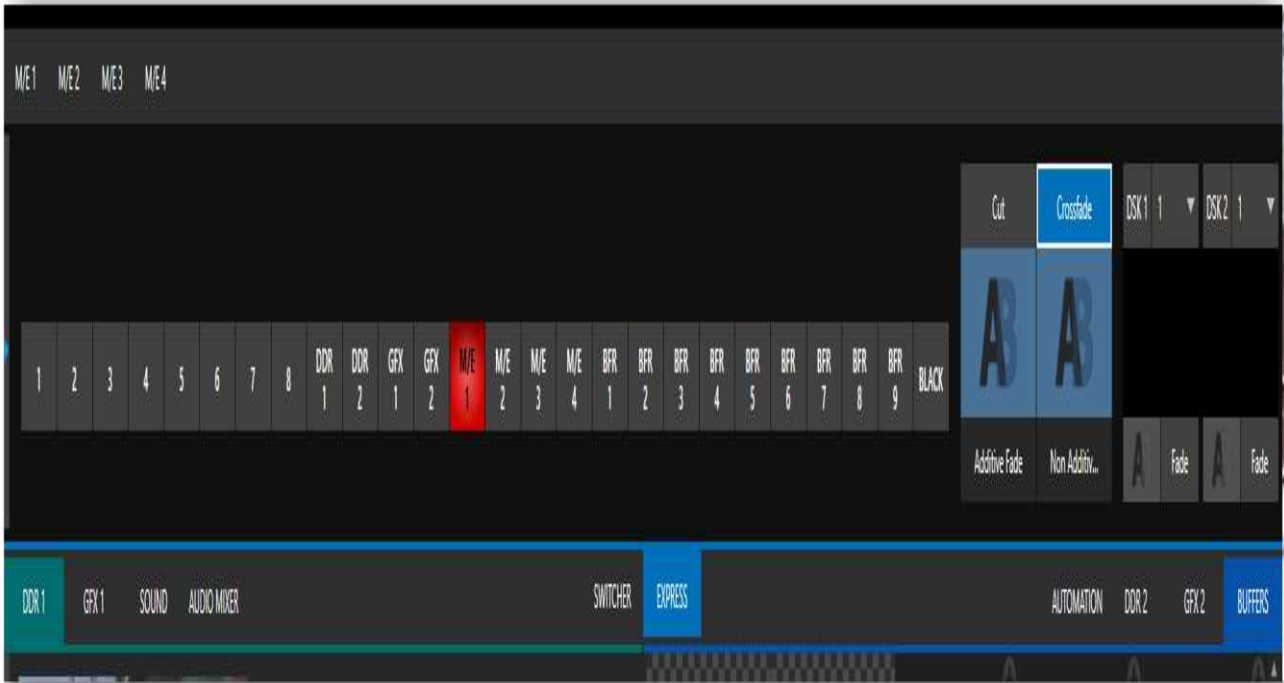 M/E 1 M/E 2 M/E 3 M/E 4
Cut Crossfade DSK 1 1 DSK 2 1
1 2 3 4 5 6 7 8 DDR 1 DDR 2 GFX 1 GFX 2 M/E 1 M/E 2 M/E 3 M/E 4 BFR 1 BFR 2 BFR 3 BFR 4 BFR 5 BFR 6 BFR 7 BFR 8 BFR 9 BLACK
Additive Fade Non Additiv... Fade Fade
DDR 1 GFX 1 SOUND AUDIO MIXER SWITCHER EXPRESS AUTOMATION DDR 2 GFX 2 BUFFERS